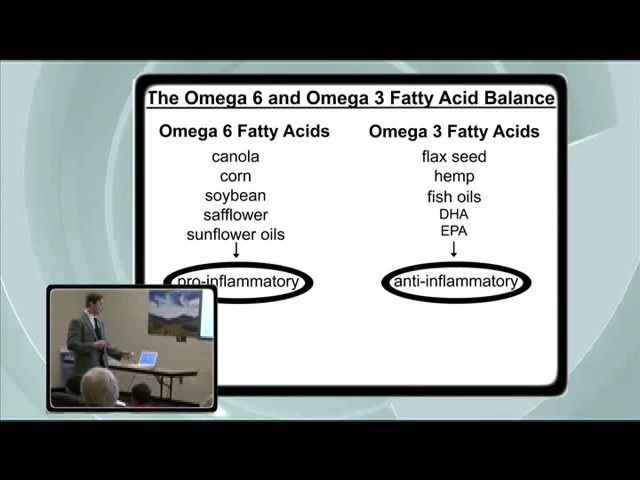 The Omega 6 and Omega 3 Fatty Acid Balance
Omega 6 Fatty Acids
canola
corn
soybean
safflower
sunflower oils
pro-inflammatory
Omega 3 Fatty Acids
flax seed
hemp
fish oils
DHA
EPA
anti-inflammatory